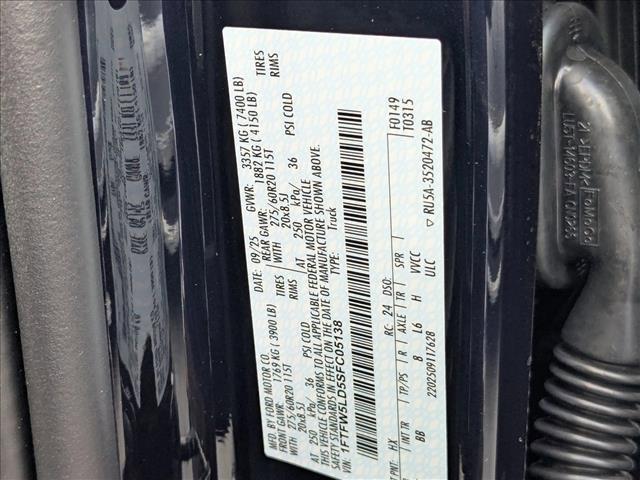 MFD. BY FORD MOTOR CO.
DATE: 09/25 GVWR: 3357 KG ( 7400 LB)
FRONT GAWR: 1769 KG ( 3900 LB) REAR GAWR: 1882 KG ( 4150 LB)
275/60R20 115T TIRES WITH 275/60R20 115T TIRES
20x8.5J RIMS 20x8.5J RIMS
AT 250 kPa/ 36 PSI COLD AT 250 kPa/ 36 PSI COLD
THIS VEHICLE CONFORMS TO ALL APPLICABLE FEDERAL MOTOR VEHICLE
SAFETY STANDARDS IN EFFECT ON THE DATE OF MANUFACTURE SHOWN ABOVE.
VIN: 1FTFW5LD5SFC05138 TYPE: Truck
F0149
T0315
EXT PNT: HX RC: 24 DSO:
INT TR TP/PS R AXLE TR SPR
BB 8 L6 H VVCC
2202509117628 ULC
▽ RU5A-3520472-AB